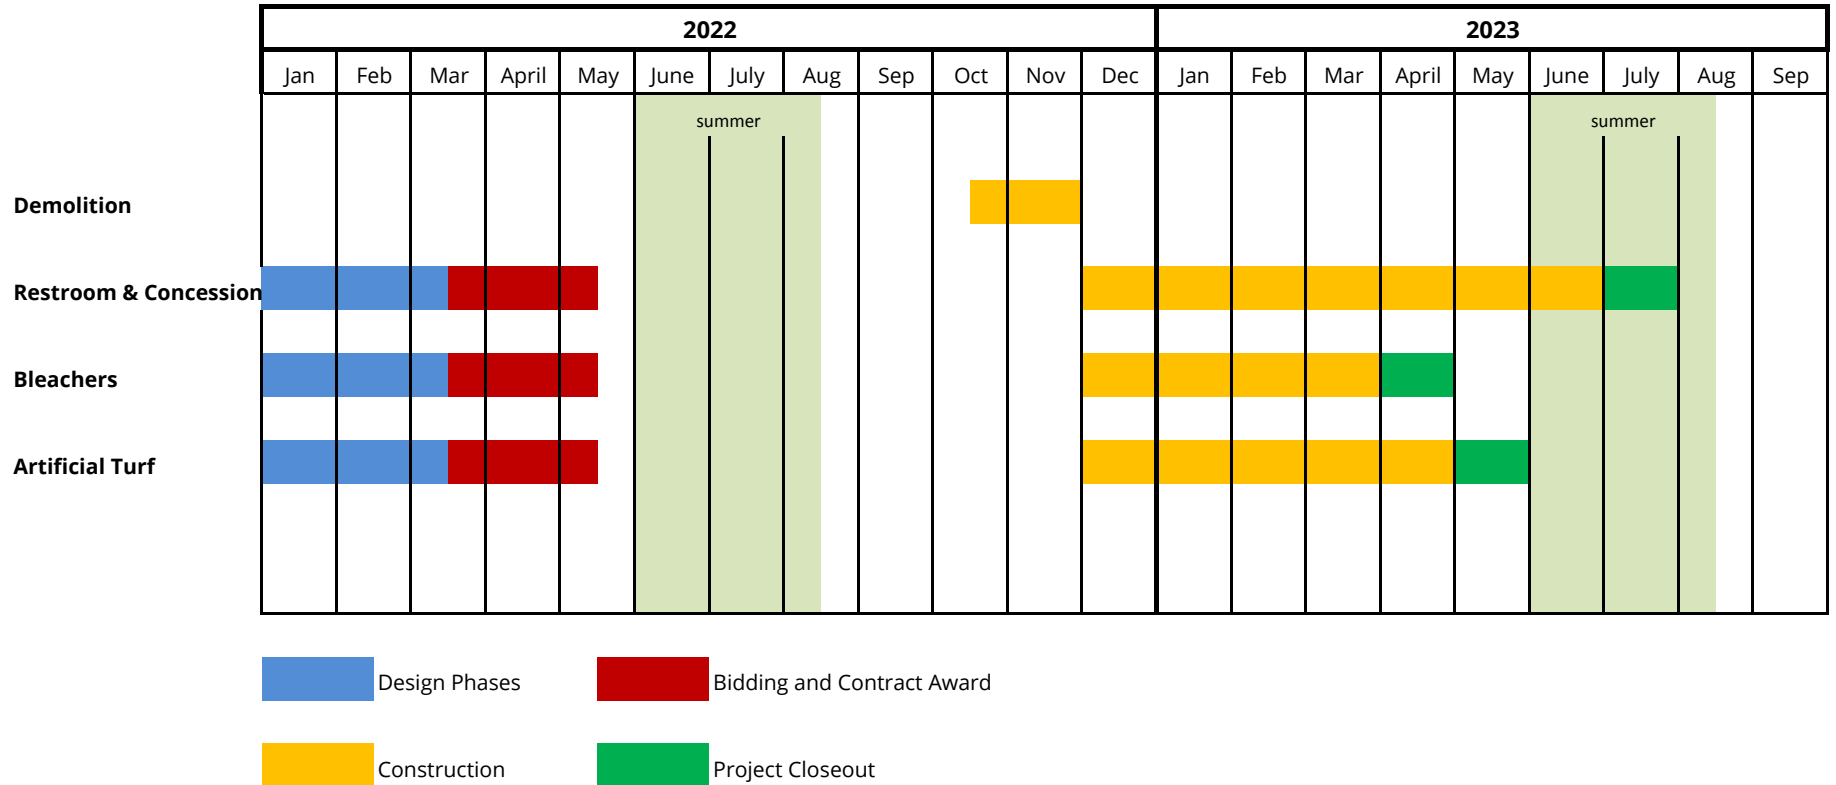 2022 2023
Jan Feb Mar April May June July Aug Sep Oct Nov Dec Jan Feb Mar April May June July Aug Sep
summer summer
Demolition
Restroom & Concession
Bleachers
Artificial Turf
Design Phases Bidding and Contract Award
Construction Project Closeout